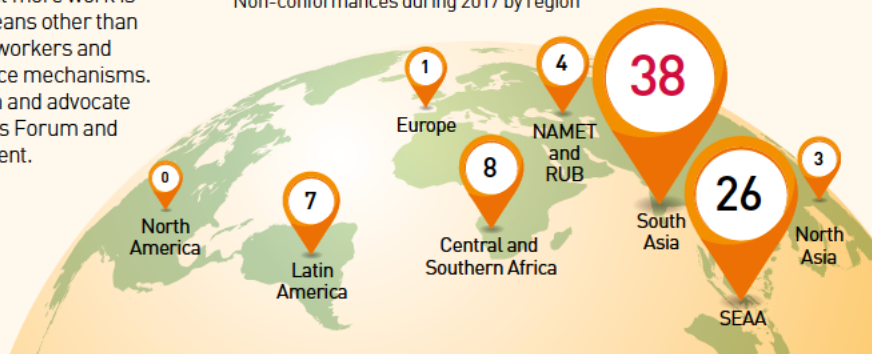 eans other than
workers and
ce mechanisms.
and advocate
s Forum and
ent.
Non-conformances during 2017 by region
0
North
America
7
Latin
America
1
Europe
8
Central and
Southern Africa
4
NAMET
and
RUB
38
South
Asia
26
SEAA
3
North
Asia